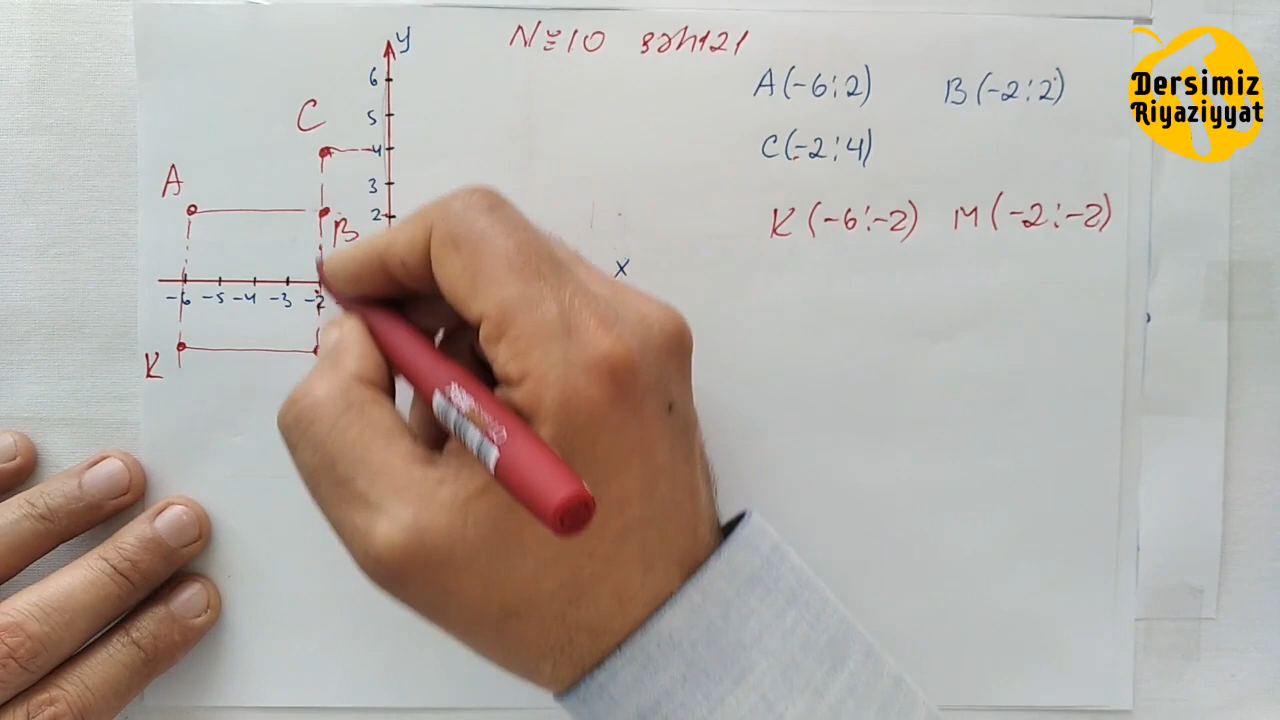 №10 səh121
A(-6;2) B(-2;2)
C(-2;4)
K(-6;-2) M(-2;-2)
y
6
5
4
3
2
C
A
B
x
-6 -5 -4 -3 -2
K
Dersimiz
Riyaziyyat